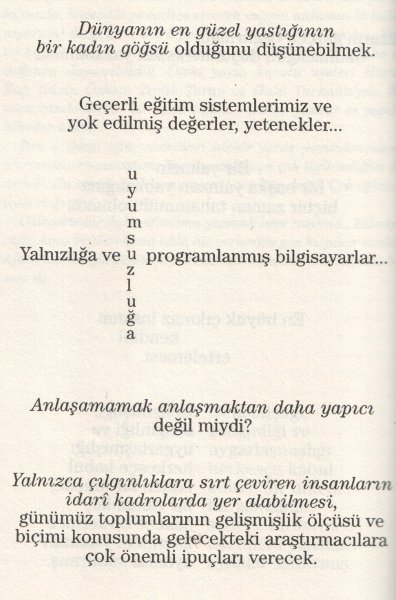 Dünyanın en güzel yastığının
bir kadın göğsü olduğunu düşünebilmek.
Geçerli eğitim sistemlerimiz ve
yok edilmiş değerler, yetenekler...
u
y
u
m
s
Yalnızlığa ve u programlanmış bilgisayarlar...
z
l
u
ğ
a
Anlaşamamak anlaşmaktan daha yapıcı
değil miydi?
Yalnızca çılgınlıklara sırt çeviren insanların
idarî kadrolarda yer alabilmesi,
günümüz toplumlarının gelişmişlik ölçüsü ve
biçimi konusunda gelecekteki araştırmacılara
çok önemli ipuçları verecek.